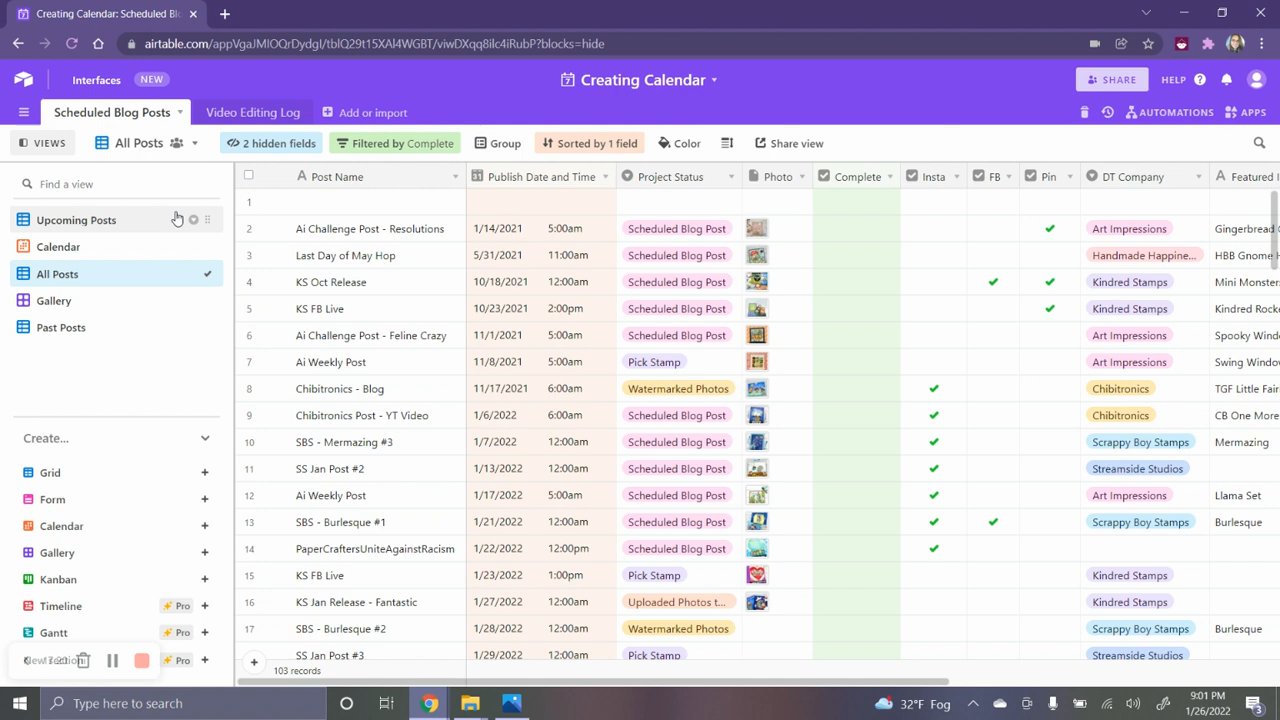 Creating Calendar: Scheduled Blo
airtable.com/appVgaJMIOQrDydgI/tblQ29t15XAl4WGBT/viwDXqq8ilc4iRubP?blocks=hide
Interfaces NEW Creating Calendar SHARE HELP
Scheduled Blog Posts Video Editing Log Add or import AUTOMATIONS APPS
VIEWS All Posts 2 hidden fields Filtered by Complete Group Sorted by 1 field Color Share view
Find a view Post Name Publish Date and Time Project Status Photo Complete Insta FB Pin DT Company Featured I
1
Upcoming Posts 2 Ai Challenge Post - Resolutions 1/14/2021 5:00am Scheduled Blog Post Art Impressions Gingerbread
Calendar 3 Last Day of May Hop 5/31/2021 11:00am Scheduled Blog Post Handmade Happine... HBB Gnome H
All Posts 4 KS Oct Release 10/18/2021 12:00am Scheduled Blog Post Kindred Stamps Mini Monster
Gallery 5 KS FB Live 10/23/2021 2:00pm Scheduled Blog Post Kindred Stamps Kindred Rock
Past Posts 6 Ai Challenge Post - Feline Crazy 11/1/2021 5:00am Scheduled Blog Post Art Impressions Spooky Wind
7 Ai Weekly Post 11/8/2021 5:00am Pick Stamp Art Impressions Swing Windo
8 Chibitronics - Blog 11/17/2021 6:00am Watermarked Photos Chibitronics TGF Little Fair
9 Chibitronics Post - YT Video 1/6/2022 6:00am Scheduled Blog Post Chibitronics CB One More
Create... 10 SBS - Mermazing #3 1/7/2022 12:00am Scheduled Blog Post Scrappy Boy Stamps Mermazing
Grid 11 SS Jan Post #2 1/13/2022 12:00am Scheduled Blog Post Streamside Studios
Form 12 Ai Weekly Post 1/17/2022 5:00am Scheduled Blog Post Art Impressions Llama Set
Calendar 13 SBS - Burlesque #1 1/21/2022 12:00am Scheduled Blog Post Scrappy Boy Stamps Burlesque
Gallery 14 PaperCraftersUniteAgainstRacism 1/22/2022 12:00pm Scheduled Blog Post
Kanban 15 KS FB Live 1/23/2022 1:00pm Pick Stamp Kindred Stamps
Timeline Pro 16 KS Jan Release - Fantastic 1/27/2022 12:00am Uploaded Photos t... Kindred Stamps
Gantt Pro 17 SBS - Burlesque #2 1/28/2022 12:00am Watermarked Photos Scrappy Boy Stamps Burlesque
Pro SS Jan Post #3 1/29/2022 12:00am Scheduled Blog Post Streamside Studios
103 records
Type here to search 32°F Fog 9:01 PM
1/26/2022